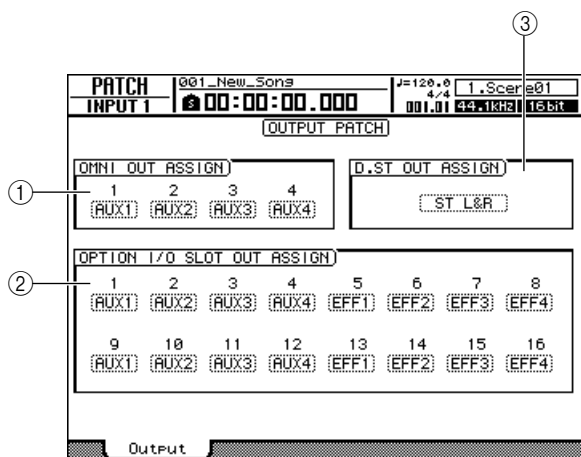 ③
PATCH 001_New_Song ♩=120.0 4/4 1.Scene01
INPUT 1 S 00:00:00.000 001.01 44.1kHz 16bit
OUTPUT PATCH
OMNI OUT ASSIGN D.ST OUT ASSIGN
① 1 2 3 4
AUX1 AUX2 AUX3 AUX4 ST L&R
OPTION I/O SLOT OUT ASSIGN
② 1 2 3 4 5 6 7 8
AUX1 AUX2 AUX3 AUX4 EFF1 EFF2 EFF3 EFF4
9 10 11 12 13 14 15 16
AUX1 AUX2 AUX3 AUX4 EFF1 EFF2 EFF3 EFF4
Output